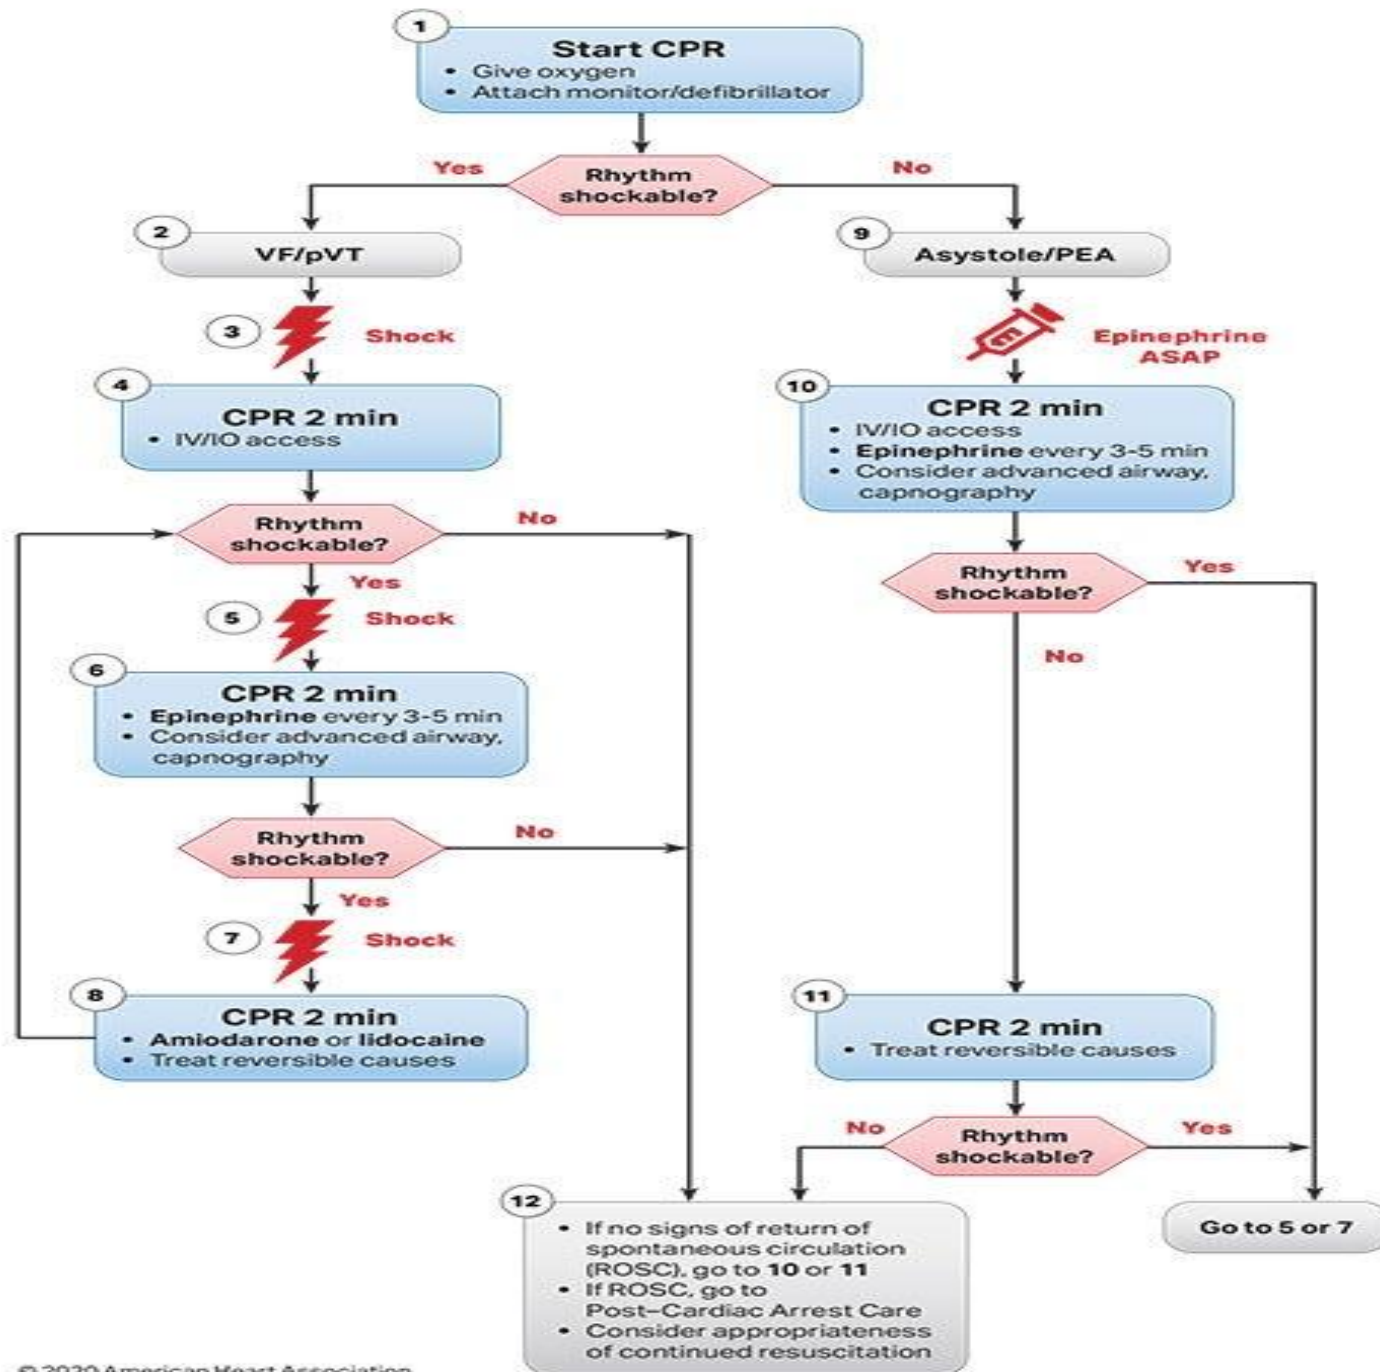 1
Start CPR
• Give oxygen
• Attach monitor/defibrillator
Yes
Rhythm
shockable?
No
2
VF/pVT
3
Shock
4
CPR 2 min
• IV/IO access
Rhythm
shockable?
No
Yes
5
Shock
6
CPR 2 min
• Epinephrine every 3-5 min
• Consider advanced airway,
capnography
Rhythm
shockable?
No
Yes
7
Shock
8
CPR 2 min
• Amiodarone or lidocaine
• Treat reversible causes
9
Asystole/PEA
Epinephrine
ASAP
10
CPR 2 min
• IV/IO access
• Epinephrine every 3-5 min
• Consider advanced airway,
capnography
Rhythm
shockable?
Yes
No
11
CPR 2 min
• Treat reversible causes
No
Rhythm
shockable?
Yes
12
• If no signs of return of
spontaneous circulation
(ROSC), go to 10 or 11
• If ROSC, go to
Post–Cardiac Arrest Care
• Consider appropriateness
of continued resuscitation
Go to 5 or 7
© 2020 American Heart Association